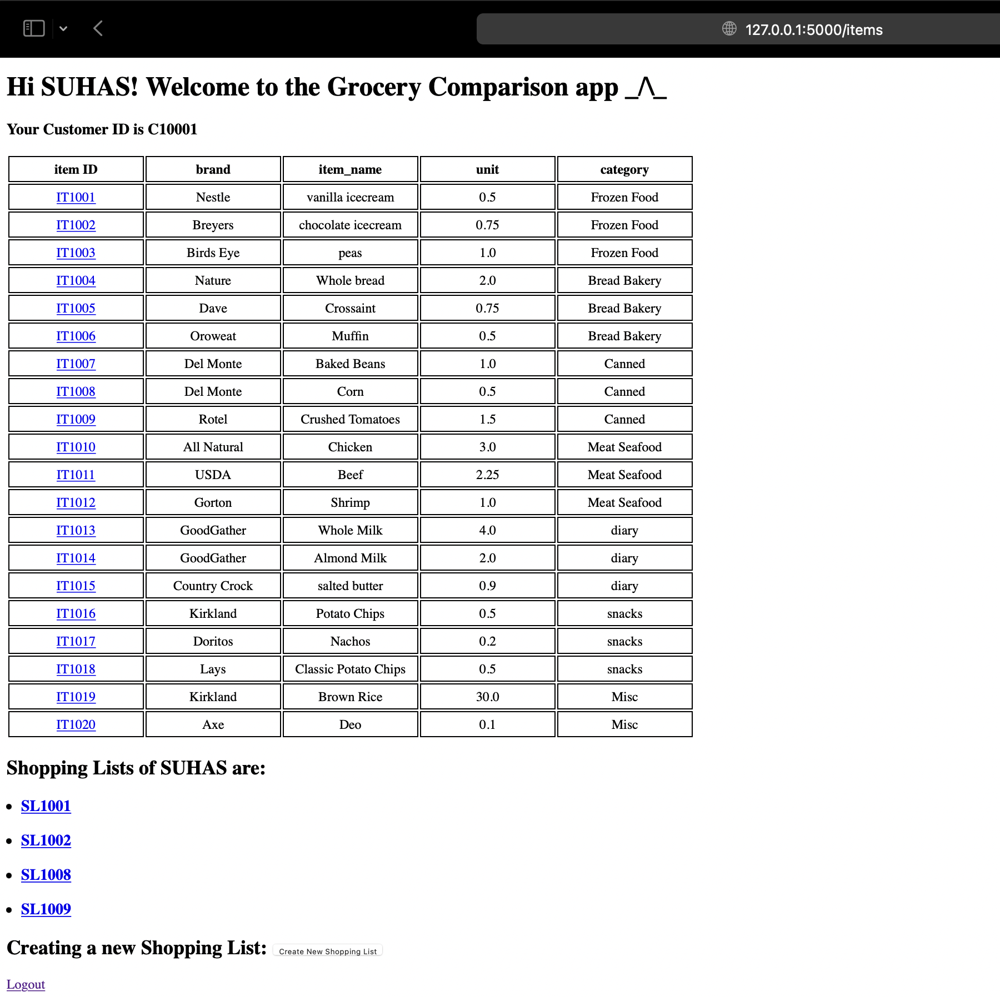 127.0.0.1:5000/items
Hi SUHAS! Welcome to the Grocery Comparison app _/\_
Your Customer ID is C10001
item ID brand item_name unit category
IT1001 Nestle vanilla icecream 0.5 Frozen Food
IT1002 Breyers chocolate icecream 0.75 Frozen Food
IT1003 Birds Eye peas 1.0 Frozen Food
IT1004 Nature Whole bread 2.0 Bread Bakery
IT1005 Dave Crossaint 0.75 Bread Bakery
IT1006 Oroweat Muffin 0.5 Bread Bakery
IT1007 Del Monte Baked Beans 1.0 Canned
IT1008 Del Monte Corn 0.5 Canned
IT1009 Rotel Crushed Tomatoes 1.5 Canned
IT1010 All Natural Chicken 3.0 Meat Seafood
IT1011 USDA Beef 2.25 Meat Seafood
IT1012 Gorton Shrimp 1.0 Meat Seafood
IT1013 GoodGather Whole Milk 4.0 diary
IT1014 GoodGather Almond Milk 2.0 diary
IT1015 Country Crock salted butter 0.9 diary
IT1016 Kirkland Potato Chips 0.5 snacks
IT1017 Doritos Nachos 0.2 snacks
IT1018 Lays Classic Potato Chips 0.5 snacks
IT1019 Kirkland Brown Rice 30.0 Misc
IT1020 Axe Deo 0.1 Misc
Shopping Lists of SUHAS are:
• SL1001
• SL1002
• SL1008
• SL1009
Creating a new Shopping List: Create New Shopping List
Logout